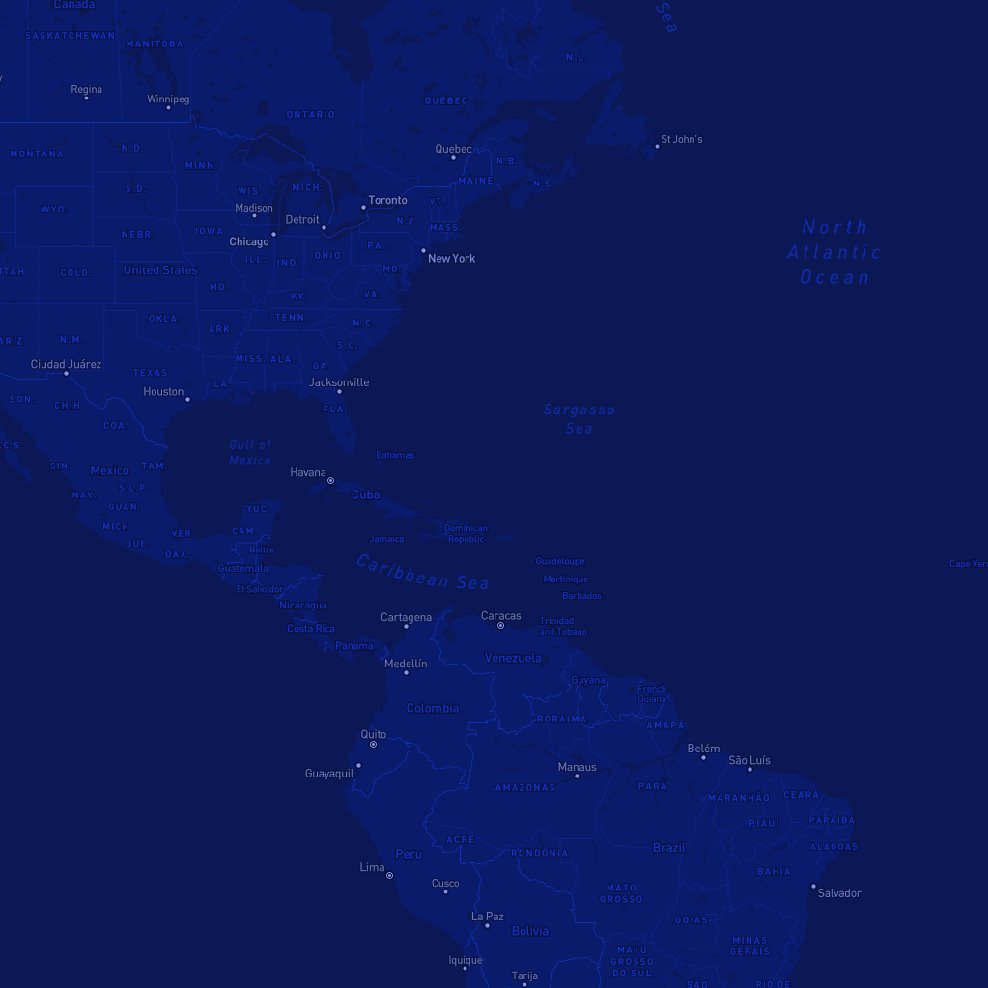 Canada
Sea
SASKATCHEWAN
MANITOBA
N.L.
Regina
Winnipeg
QUÉBEC
ONTARIO
St John's
MONTANA
N.D.
Quebec
N.B.
MINN.
MAINE
N.S.
S.D.
WIS.
MICH.
Toronto
VT.
WYO.
Madison
Detroit
N.Y.
MASS.
North
Atlantic
Ocean
NEBR.
IOWA
Chicago
PA.
ILL.
IND.
OHIO
New York
UTAH
COLO.
United States
MD.
MO.
KY.
VA.
OKLA.
TENN.
N.C.
ARIZ.
N.M.
ARK.
S.C.
MISS.
ALA.
GA.
Ciudad Juárez
TEXAS
LA.
Jacksonville
Houston
SON.
CHIH.
FLA.
Sargasso
Sea
COA.
B.C.S.
Gulf of
Mexico
Bahamas
SIN.
Mexico
TAM.
Havana
NAY.
S.L.P.
Cuba
GUAN.
YUC.
MICH.
VER.
CAM.
Dominican
Republic
Jamaica
GUE.
OAX.
Belize
Guatemala
Caribbean Sea
Guadeloupe
Cape Ver
Martinique
El Salvador
Barbados
Nicaragua
Cartagena
Caracas
Trinidad
and Tobago
Costa Rica
Panama
Medellín
Venezuela
Guyana
French
Guiana
Colombia
RORAIMA
AMAPÁ
Quito
Belém
São Luís
Guayaquil
Manaus
AMAZONAS
PARÁ
MARANHÃO
CEARÁ
PIAUÍ
PARAÍBA
ACRE
Peru
RONDÔNIA
Brazil
ALAGOAS
Lima
BAHIA
Cusco
MATO
GROSSO
Salvador
La Paz
GOIÁS
Bolivia
MINAS
GERAIS
MATO
GROSSO
DO SUL
Iquique
Tarija
SÃO
RIO DE